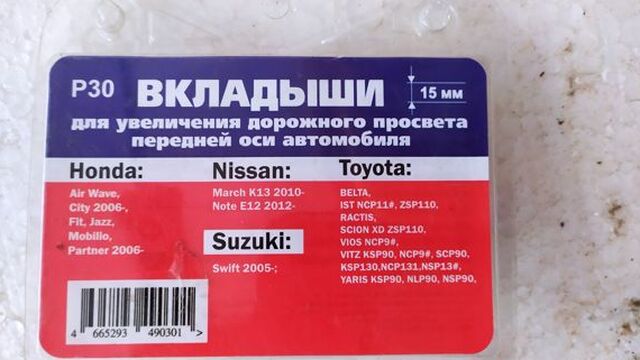 P30 ВКЛАДЫШИ 15 мм
для увеличения дорожного просвета
передней оси автомобиля
Honda:
Air Wave,
City 2006-,
Fit, Jazz,
Mobilio,
Partner 2006-
Nissan:
March K13 2010-
Note E12 2012-
Suzuki:
Swift 2005-;
Toyota:
BELTA,
IST NCP11#, ZSP110,
RACTIS,
SCION XD ZSP110,
VIOS NCP9#,
VITZ KSP90, NCP9#, SCP90,
KSP130,NCP131,NSP13#,
YARIS KSP90, NLP90, NSP90,
4 665293 490301 >